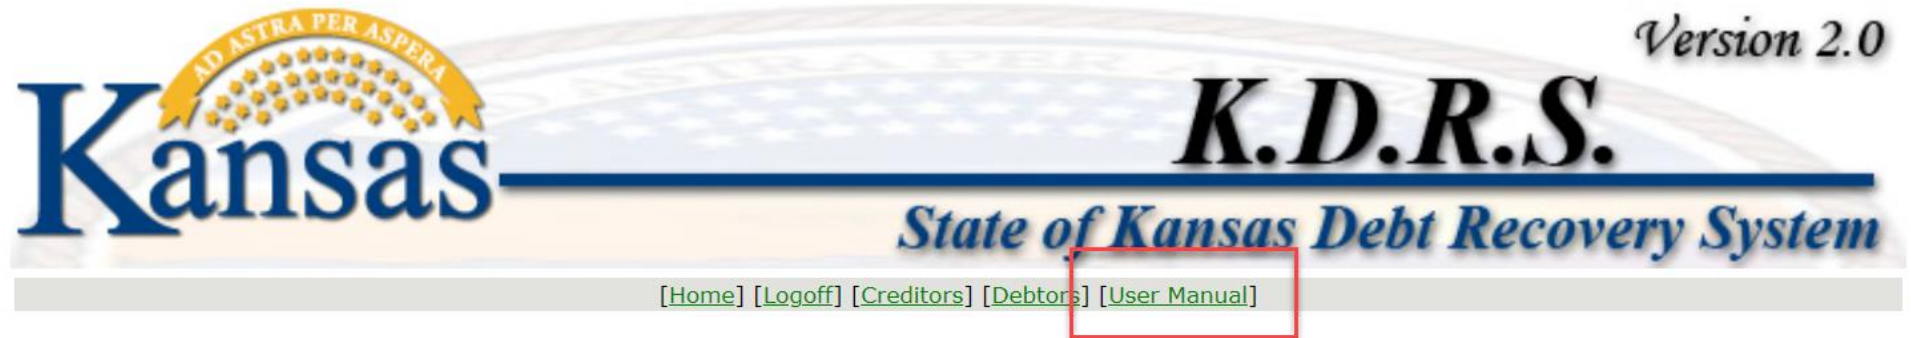 AD ASTRA PER ASPERA
Kansas
Version 2.0
K.D.R.S.
State of Kansas Debt Recovery System
[Home] [Logoff] [Creditors] [Debtors] [User Manual]